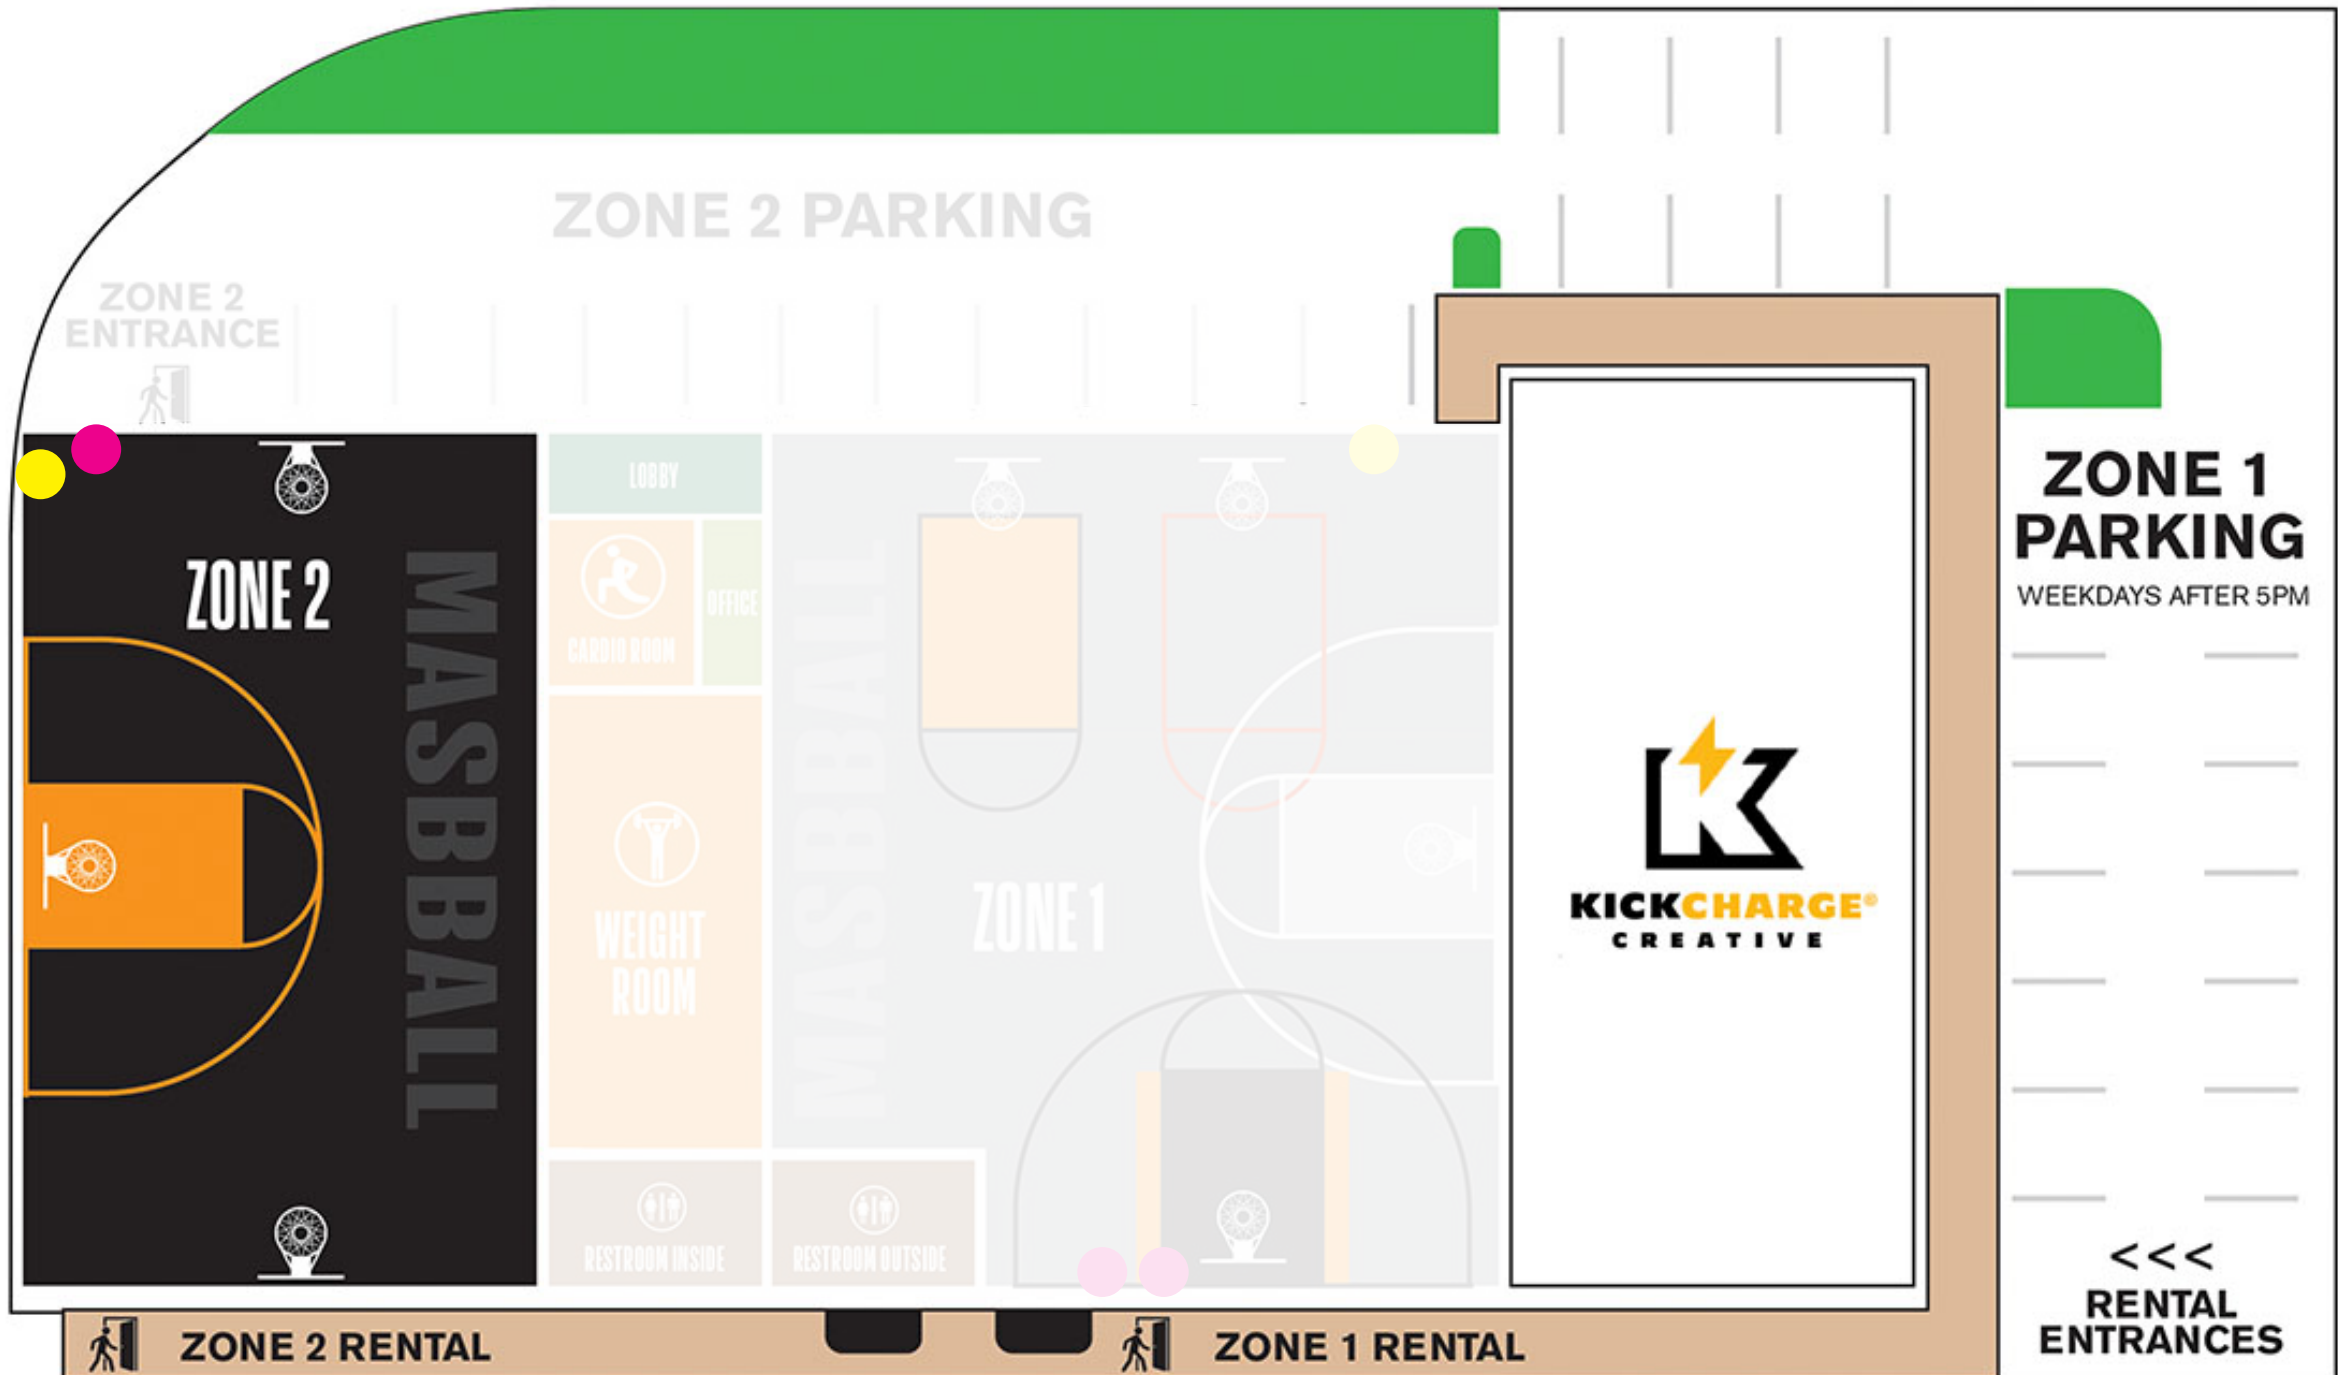 ZONE 2 PARKING
ZONE 2
ENTRANCE
ZONE 2
MASBBALL
LOBBY
CARDIO ROOM
OFFICE
WEIGHT
ROOM
RESTROOM INSIDE
RESTROOM OUTSIDE
MASBBALL
ZONE 1
KICKCHARGE®
CREATIVE
ZONE 1
PARKING
WEEKDAYS AFTER 5PM
<<<
RENTAL
ENTRANCES
ZONE 2 RENTAL
ZONE 1 RENTAL